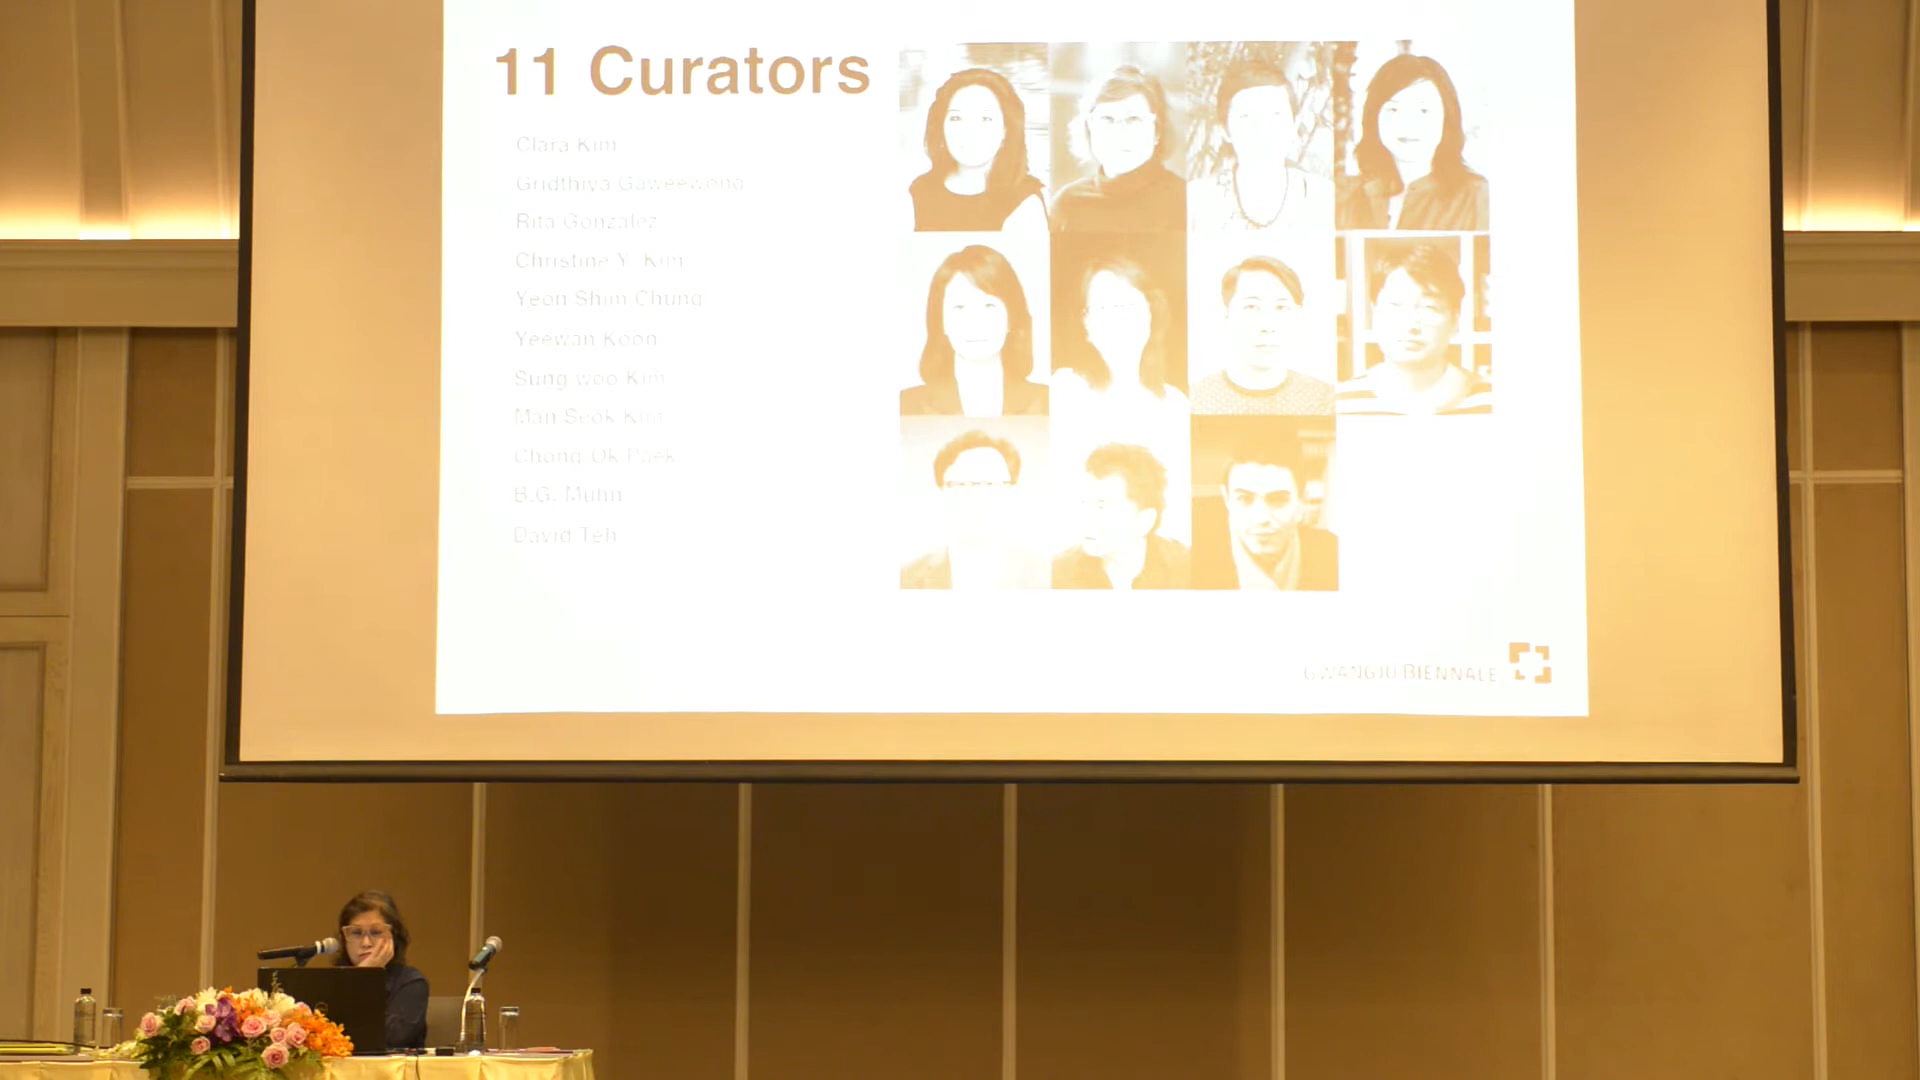 11 Curators
Clara Kim
Gridthiya Gaweewong
Rita Gonzalez
Christine Y. Kim
Yeon Shim Chung
Yeewan Koon
Sung woo Kim
Man Seok Kim
Chong Ok Paek
B.G. Muhn
David Teh
GWANGJU BIENNALE